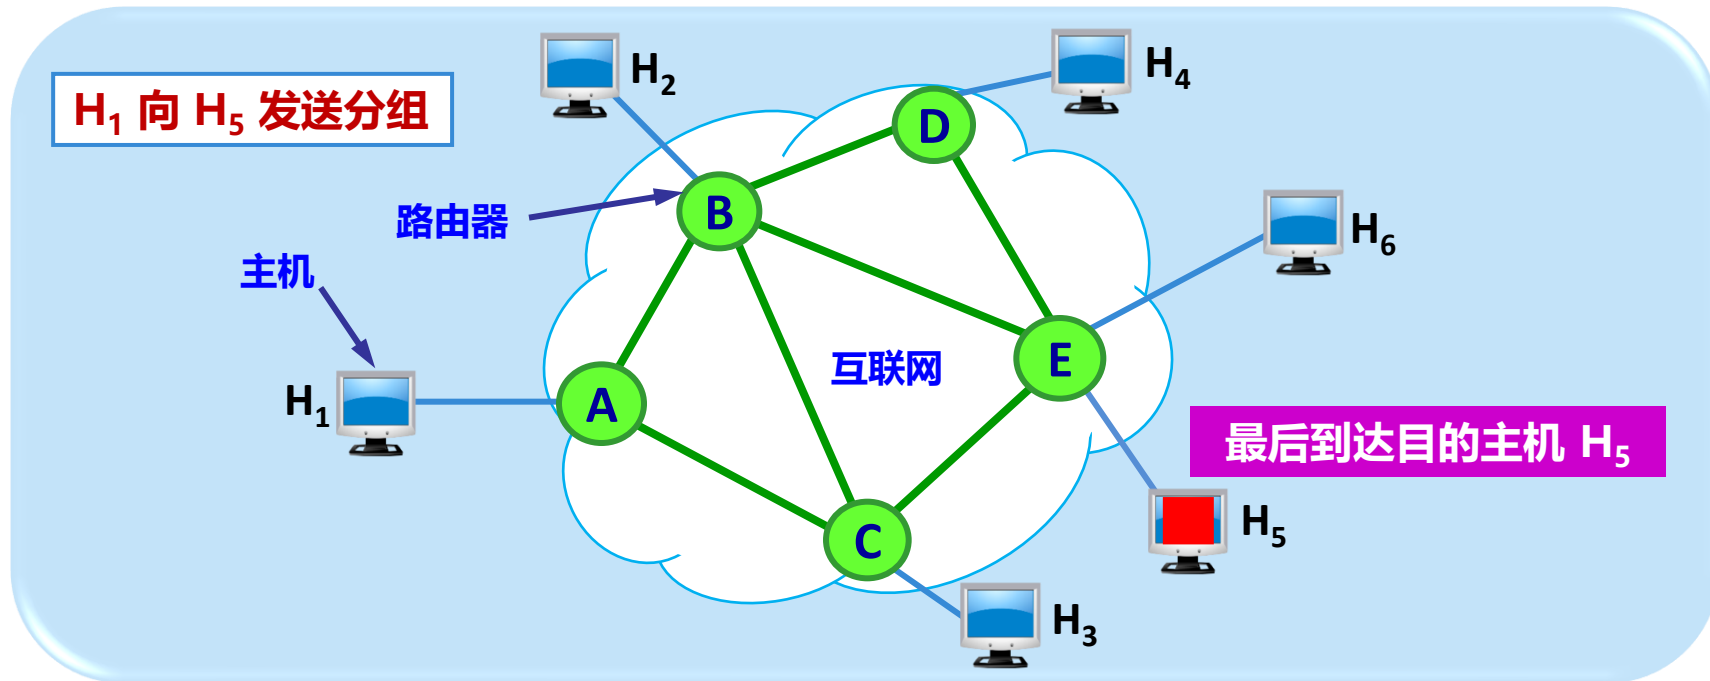 H₁ 向 H₅ 发送分组
H₂
H₄
D
B
路由器
H₆
主机
互联网
E
H₁
A
最后到达目的主机 H₅
C
H₅
H₃